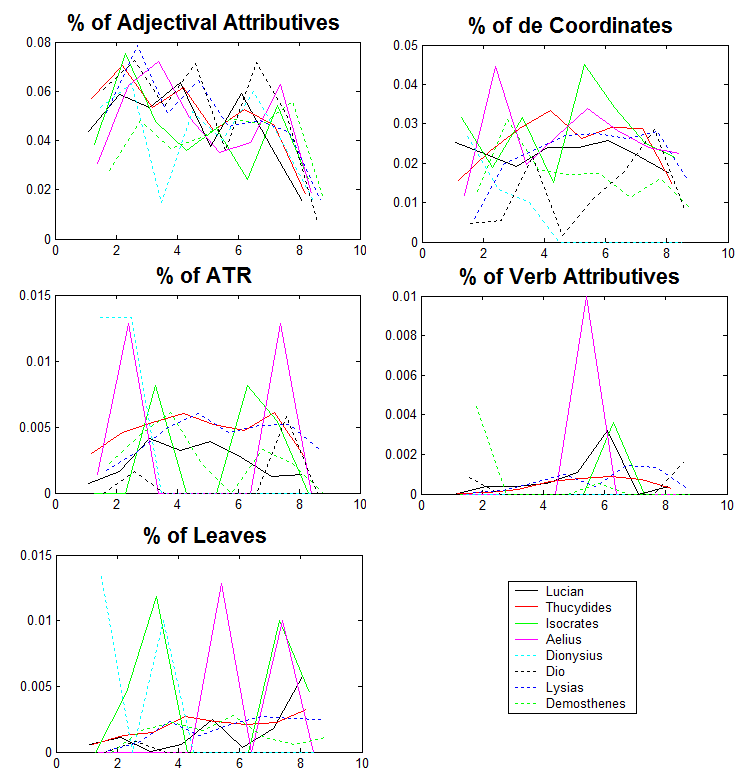 % of Adjectival Attributives
0.08
0.06
0.04
0.02
0
0 2 4 6 8 10
% of de Coordinates
0.05
0.04
0.03
0.02
0.01
0
0 2 4 6 8 10
% of ATR
0.015
0.01
0.005
0
0 2 4 6 8 10
% of Verb Attributives
0.01
0.008
0.006
0.004
0.002
0
0 2 4 6 8 10
% of Leaves
0.015
0.01
0.005
0
0 2 4 6 8 10
Lucian
Thucydides
Isocrates
Aelius
Dionysius
Dio
Lysias
Demosthenes